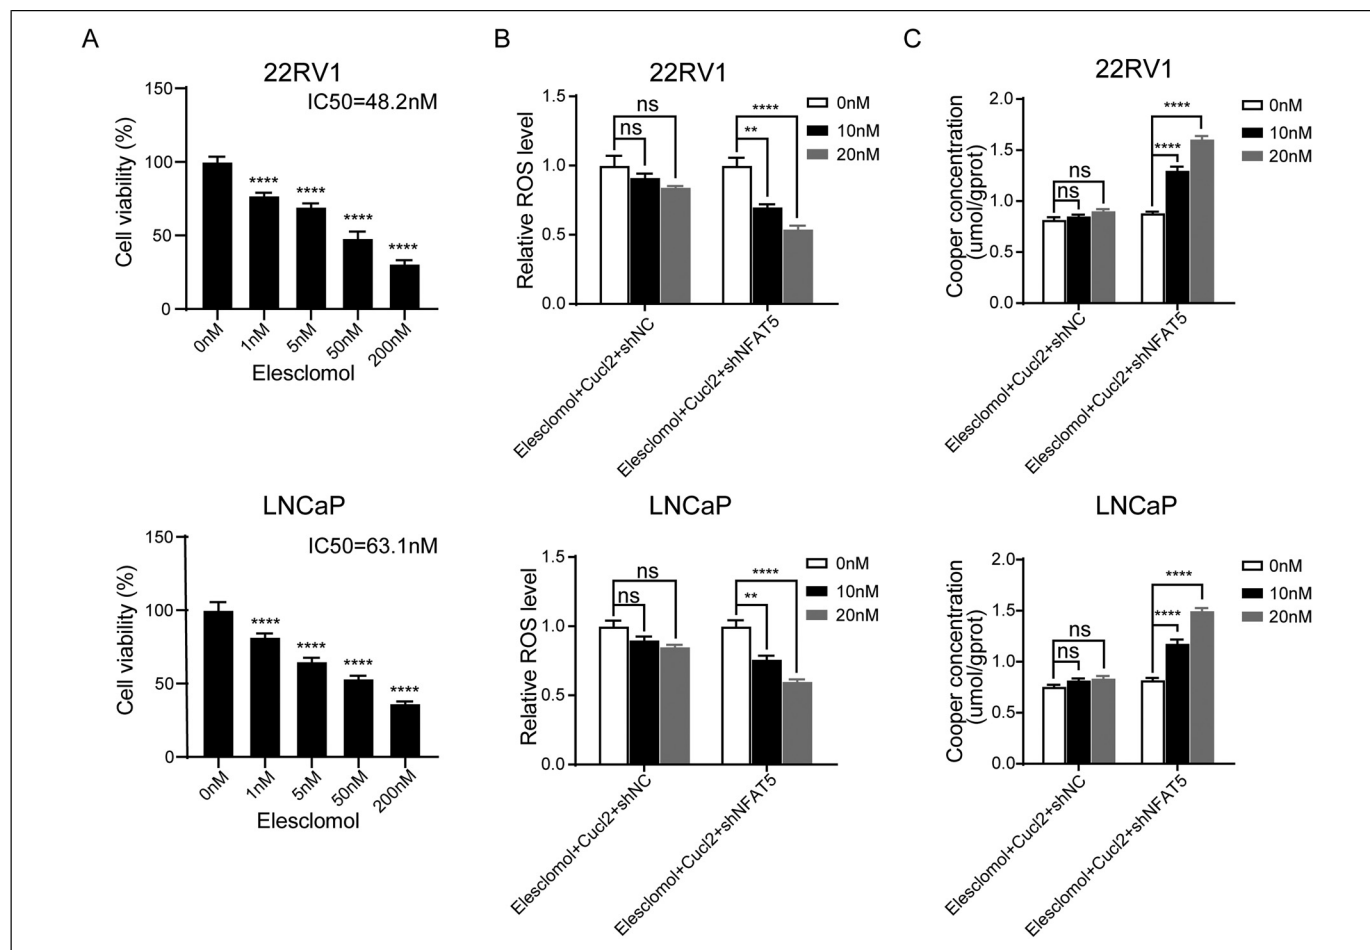 A
22RV1
IC50=48.2nM
Cell viability (%)
150
100
50
0
****
****
****
****
0nM
1nM
5nM
50nM
200nM
Elesclomol
LNCaP
IC50=63.1nM
Cell viability (%)
150
100
50
0
****
****
****
****
0nM
1nM
5nM
50nM
200nM
Elesclomol
B
22RV1
Relative ROS level
1.5
1.0
0.5
0.0
ns
ns
****
**
0nM
10nM
20nM
Elesclomol+Cucl2+shNC
Elesclomol+Cucl2+shNFAT5
LNCaP
Relative ROS level
1.5
1.0
0.5
0.0
ns
ns
****
**
0nM
10nM
20nM
Elesclomol+Cucl2+shNC
Elesclomol+Cucl2+shNFAT5
C
22RV1
Cooper concentration
(umol/gprot)
2.0
1.5
1.0
0.5
0.0
ns
ns
****
****
0nM
10nM
20nM
Elesclomol+Cucl2+shNC
Elesclomol+Cucl2+shNFAT5
LNCaP
Cooper concentration
(umol/gprot)
2.0
1.5
1.0
0.5
0.0
ns
ns
****
****
0nM
10nM
20nM
Elesclomol+Cucl2+shNC
Elesclomol+Cucl2+shNFAT5